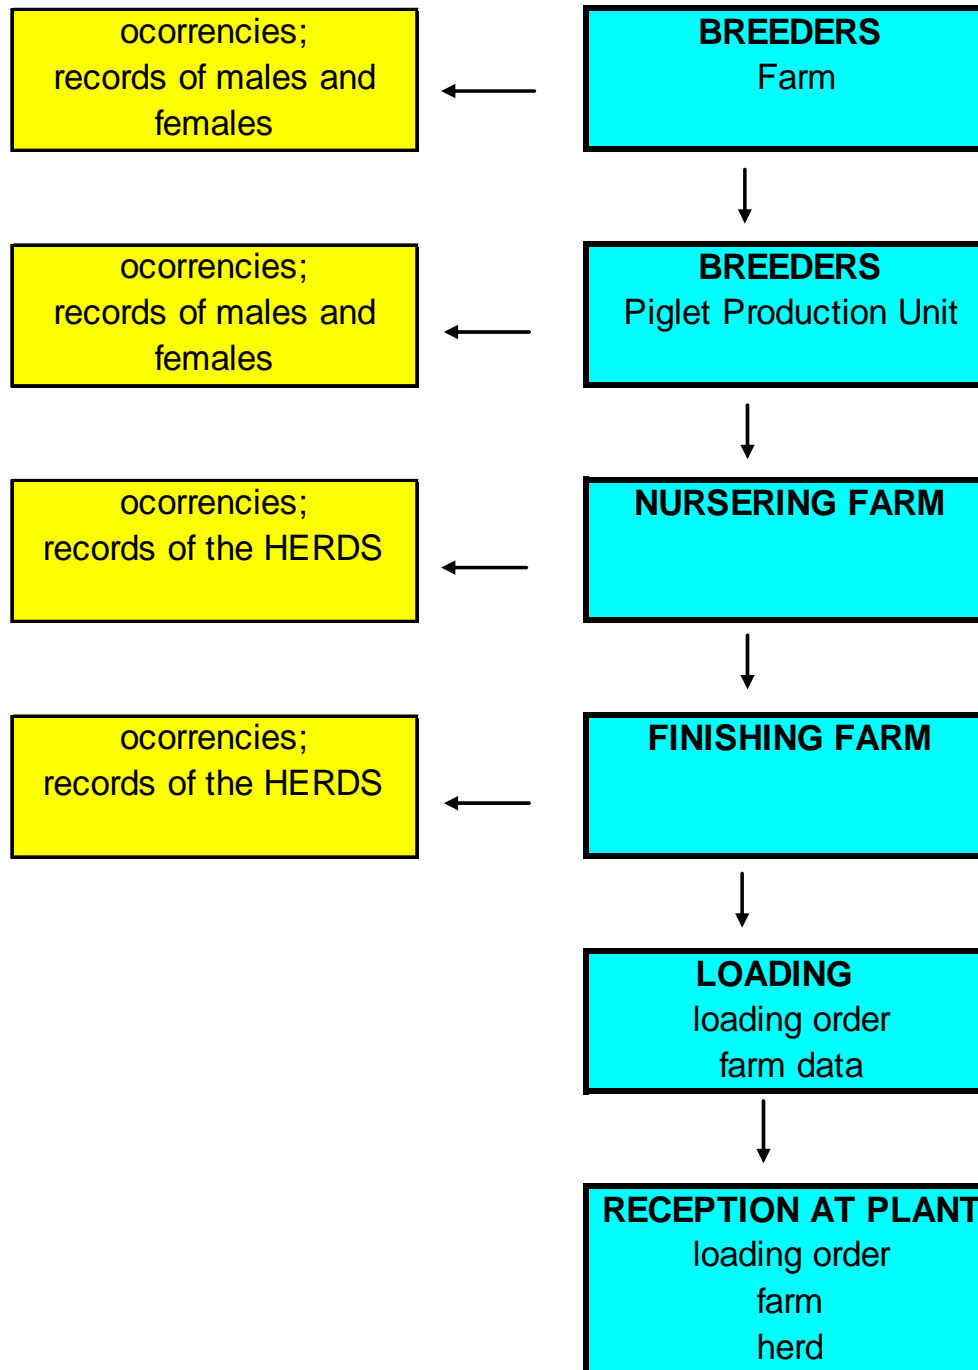 ocorrencies;
records of males and
females
BREEDERS
Farm
ocorrencies;
records of males and
females
BREEDERS
Piglet Production Unit
ocorrencies;
records of the HERDS
NURSERING FARM
ocorrencies;
records of the HERDS
FINISHING FARM
LOADING
loading order
farm data
RECEPTION AT PLANT
loading order
farm
herd